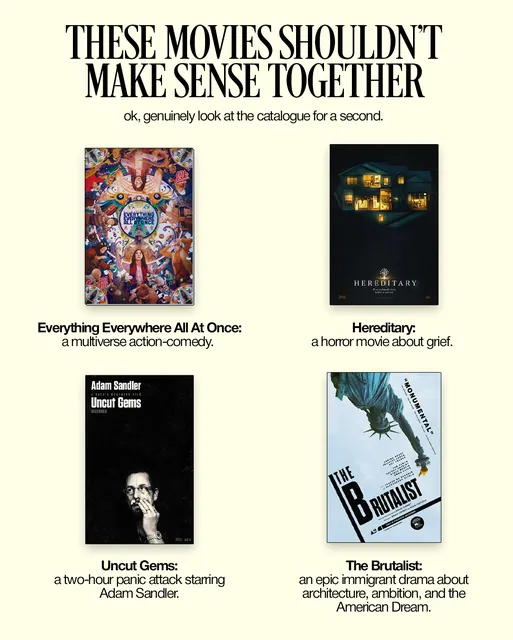 THESE MOVIES SHOULDN'T
MAKE SENSE TOGETHER
ok, genuinely look at the catalogue for a second.
EVERYTHING
EVERYWHERE
ALL AT ONCE
HEREDITARY
Everything Everywhere All At Once:
a multiverse action-comedy.
Hereditary:
a horror movie about grief.
Adam Sandler
Uncut Gems
"MONUMENTAL"
THE
BRUTALIST
Uncut Gems:
a two-hour panic attack starring
Adam Sandler.
The Brutalist:
an epic immigrant drama about
architecture, ambition, and the
American Dream.